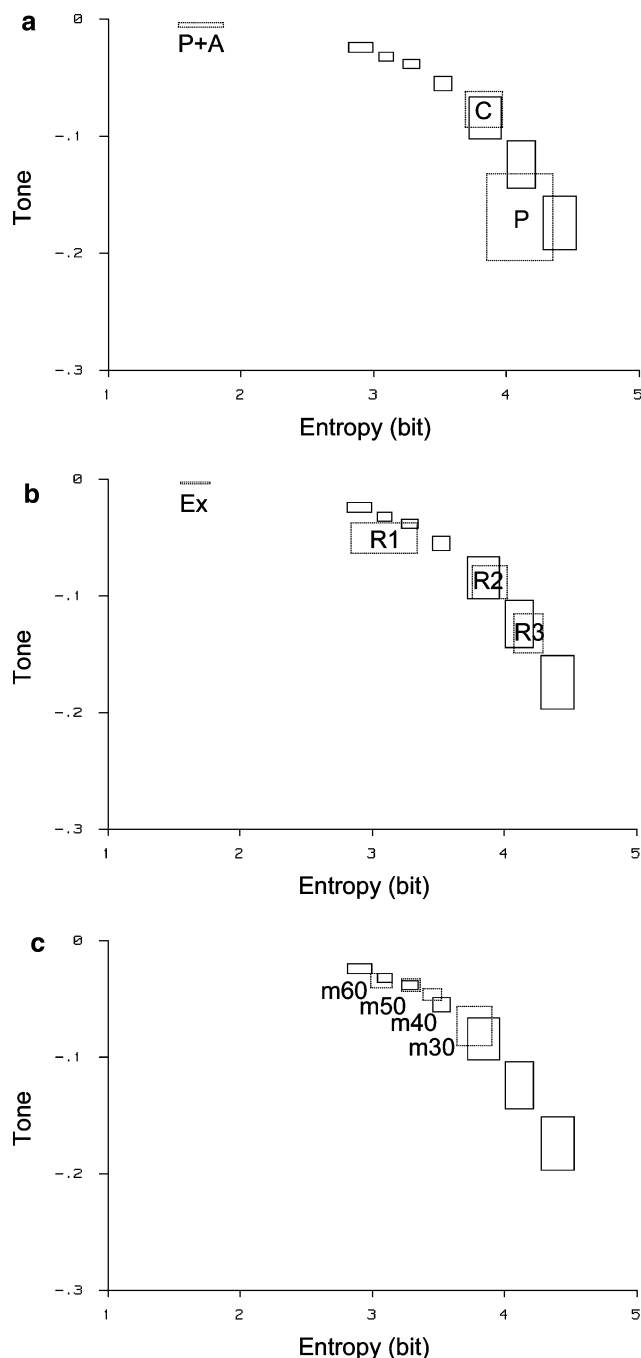 a
0
P+A
C
-.1
P
Tone
-.2
-.3
1 2 3 4 5
Entropy (bit)
b
0
Ex
R1
R2
-.1
R3
Tone
-.2
-.3
1 2 3 4 5
Entropy (bit)
c
0
m60
m50
m40
m30
-.1
Tone
-.2
-.3
1 2 3 4 5
Entropy (bit)